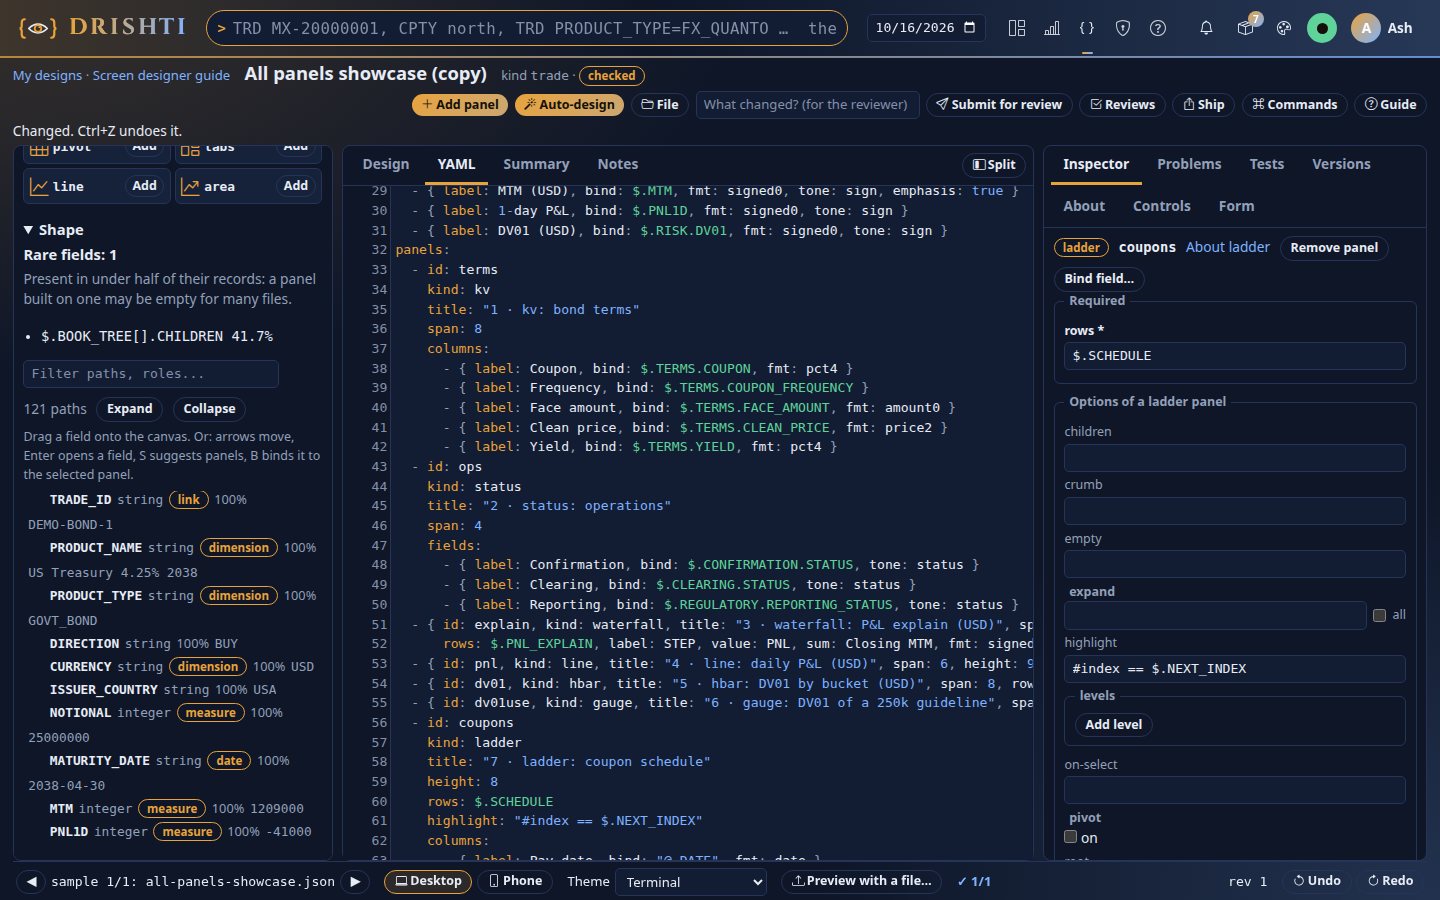 {👁} DRISHTI
> TRD MX-20000001, CPTY north, TRD PRODUCT_TYPE=FX_QUANTO … the
10/16/2026
7
A Ash
My designs · Screen designer guide All panels showcase (copy) kind trade · checked
+ Add panel Auto-design File What changed? (for the reviewer) Submit for review Reviews Ship Commands Guide
Changed. Ctrl+Z undoes it.
pivot Add tabs Add
line Add area Add
▼ Shape
Rare fields: 1
Present in under half of their records: a panel
built on one may be empty for many files.
• $.BOOK_TREE[].CHILDREN 41.7%
Filter paths, roles...
121 paths Expand Collapse
Drag a field onto the canvas. Or: arrows move,
Enter opens a field, S suggests panels, B binds it to
the selected panel.
TRADE_ID string link 100%
DEMO-BOND-1
PRODUCT_NAME string dimension 100%
US Treasury 4.25% 2038
PRODUCT_TYPE string dimension 100%
GOVT_BOND
DIRECTION string 100% BUY
CURRENCY string dimension 100% USD
ISSUER_COUNTRY string 100% USA
NOTIONAL integer measure 100%
25000000
MATURITY_DATE string date 100%
2038-04-30
MTM integer measure 100% 1209000
PNL1D integer measure 100% -41000
Design YAML Summary Notes Split
29 - { label: MTM (USD), bind: $.MTM, fmt: signed0, tone: sign, emphasis: true }
30 - { label: 1-day P&L, bind: $.PNL1D, fmt: signed0, tone: sign }
31 - { label: DV01 (USD), bind: $.RISK.DV01, fmt: signed0, tone: sign }
32 panels:
33 - id: terms
34 kind: kv
35 title: "1 · kv: bond terms"
36 span: 8
37 columns:
38 - { label: Coupon, bind: $.TERMS.COUPON, fmt: pct4 }
39 - { label: Frequency, bind: $.TERMS.COUPON_FREQUENCY }
40 - { label: Face amount, bind: $.TERMS.FACE_AMOUNT, fmt: amount0 }
41 - { label: Clean price, bind: $.TERMS.CLEAN_PRICE, fmt: price2 }
42 - { label: Yield, bind: $.TERMS.YIELD, fmt: pct4 }
43 - id: ops
44 kind: status
45 title: "2 · status: operations"
46 span: 4
47 fields:
48 - { label: Confirmation, bind: $.CONFIRMATION.STATUS, tone: status }
49 - { label: Clearing, bind: $.CLEARING.STATUS, tone: status }
50 - { label: Reporting, bind: $.REGULATORY.REPORTING_STATUS, tone: status }
51 - { id: explain, kind: waterfall, title: "3 · waterfall: P&L explain (USD)", sp
52 rows: $.PNL_EXPLAIN, label: STEP, value: PNL, sum: Closing MTM, fmt: signed
53 - { id: pnl, kind: line, title: "4 · line: daily P&L (USD)", span: 6, height: 9
54 - { id: dv01, kind: hbar, title: "5 · hbar: DV01 by bucket (USD)", span: 8, row
55 - { id: dv01use, kind: gauge, title: "6 · gauge: DV01 of a 250k guideline", spa
56 - id: coupons
57 kind: ladder
58 title: "7 · ladder: coupon schedule"
59 height: 8
60 rows: $.SCHEDULE
61 highlight: "#index == $.NEXT_INDEX"
62 columns:
63 - { label: Pay date, bind: "@.DATE", fmt: date }
Inspector Problems Tests Versions
About Controls Form
ladder coupons About ladder Remove panel
Bind field...
Required
rows *
$.SCHEDULE
Options of a ladder panel
children
crumb
empty
expand
all
highlight
#index == $.NEXT_INDEX
levels
Add level
on-select
pivot
on
◀ sample 1/1: all-panels-showcase.json ▶ Desktop Phone Theme Terminal Preview with a file... ✓ 1/1 rev 1 Undo Redo